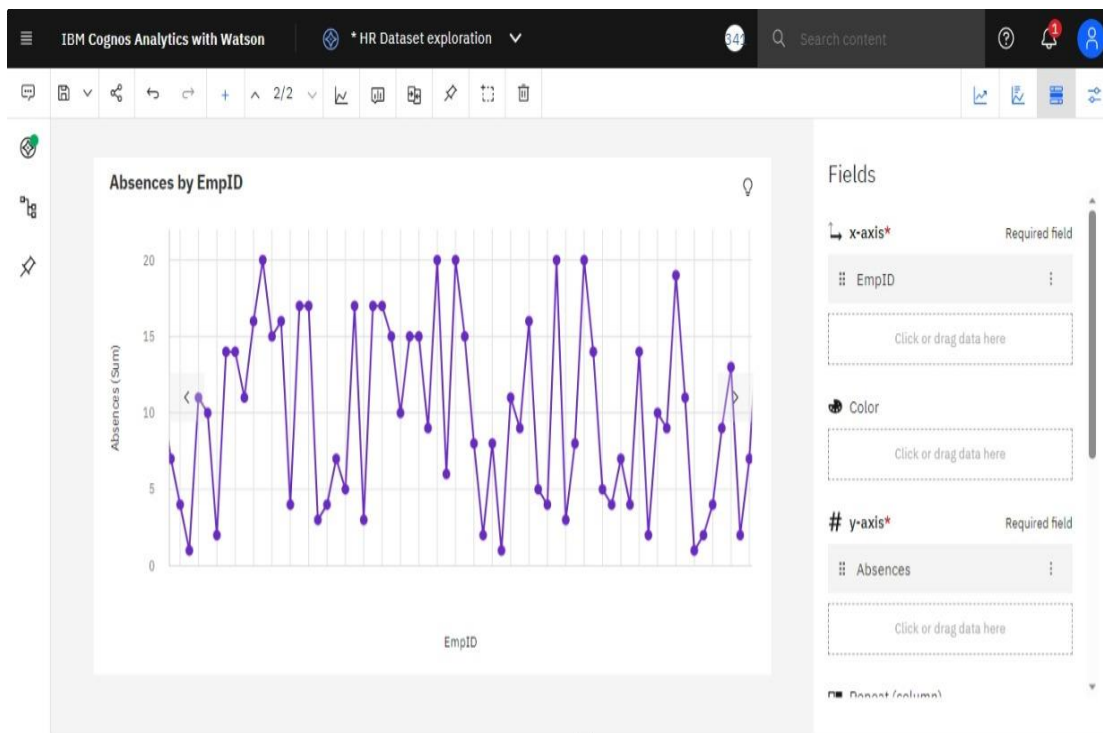 IBM Cognos Analytics with Watson
* HR Dataset exploration
341
Search content
1
2/2
Absences by EmpID
Fields
x-axis* Required field
EmpID
Click or drag data here
Color
Click or drag data here
# y-axis* Required field
Absences
Click or drag data here
20
15
10
5
0
Absences (Sum)
EmpID